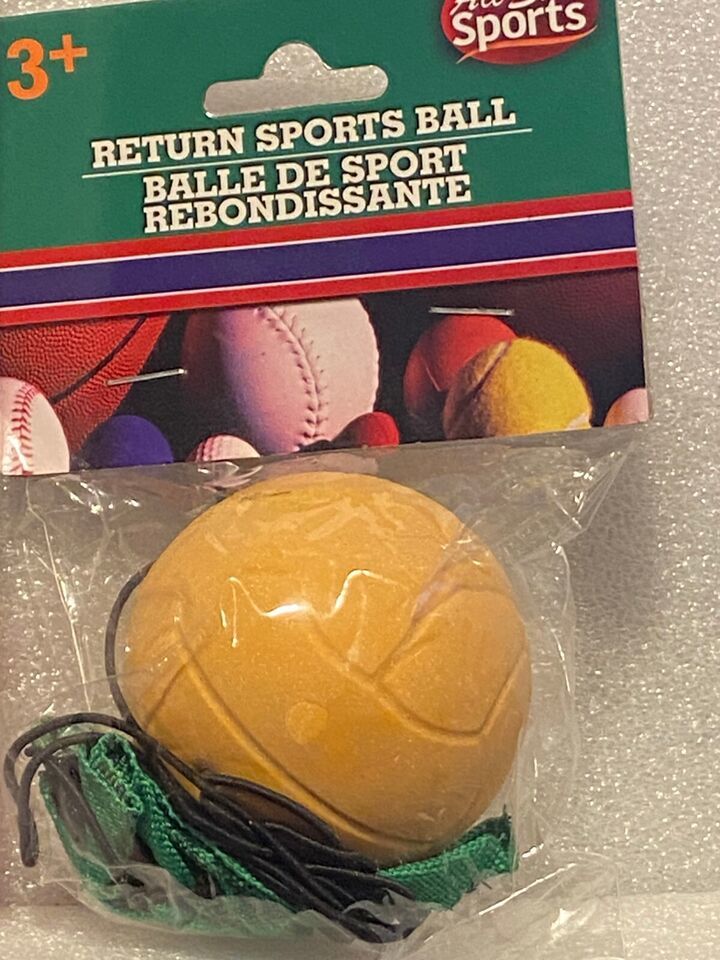 3+
Sports
RETURN SPORTS BALL
BALLE DE SPORT
REBONDISSANTE